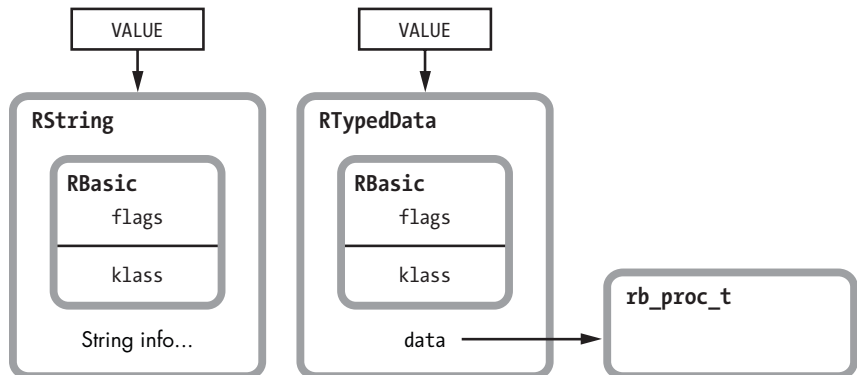 VALUE
VALUE
RString
RTypedData
RBasic
RBasic
flags
flags
klass
klass
rb_proc_t
String info...
data